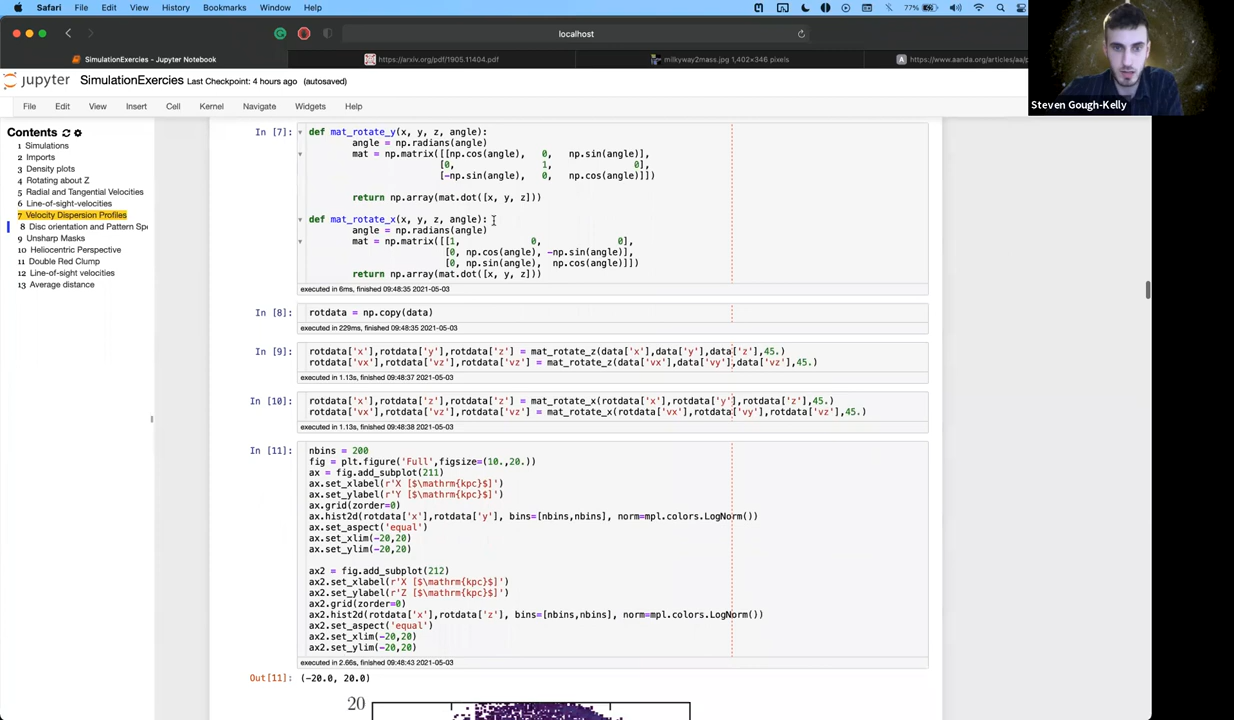 Safari File Edit View History Bookmarks Window Help 77%
localhost
SimulationExercies - Jupyter Notebook
https://arxiv.org/pdf/1905.11404.pdf
milkyway2mass.jpg 1,402×346 pixels
https://www.aanda.org/articles/aa/p
jupyter SimulationExercies Last Checkpoint: 4 hours ago (autosaved)
Steven Gough-Kelly
File Edit View Insert Cell Kernel Navigate Widgets Help
Contents
1 Simulations
2 Imports
3 Density plots
4 Rotating about Z
5 Radial and Tangential Velocities
6 Line-of-sight-velocities
7 Velocity Dispersion Profiles
8 Disc orientation and Pattern Spe
9 Unsharp Masks
10 Heliocentric Perspective
11 Double Red Clump
12 Line-of-sight velocities
13 Average distance
In [7]:
def mat_rotate_y(x, y, z, angle):
angle = np.radians(angle)
mat = np.matrix([[np.cos(angle), 0, np.sin(angle)],
[0, 1, 0],
[-np.sin(angle), 0, np.cos(angle)]])
return np.array(mat.dot([x, y, z]))
def mat_rotate_x(x, y, z, angle):
angle = np.radians(angle)
mat = np.matrix([[1, 0, 0],
[0, np.cos(angle), -np.sin(angle)],
[0, np.sin(angle), np.cos(angle)]])
return np.array(mat.dot([x, y, z]))
executed in 6ms, finished 09:48:35 2021-05-03
In [8]:
rotdata = np.copy(data)
executed in 229ms, finished 09:48:35 2021-05-03
In [9]:
rotdata['x'],rotdata['y'],rotdata['z'] = mat_rotate_z(data['x'],data['y'],data['z'],45.)
rotdata['vx'],rotdata['vy'],rotdata['vz'] = mat_rotate_z(data['vx'],data['vy'],data['vz'],45.)
executed in 1.13s, finished 09:48:37 2021-05-03
In [10]:
rotdata['x'],rotdata['z'],rotdata['z'] = mat_rotate_x(rotdata['x'],rotdata['y'],rotdata['z'],45.)
rotdata['vx'],rotdata['vz'],rotdata['vz'] = mat_rotate_x(rotdata['vx'],rotdata['vy'],rotdata['vz'],45.)
executed in 1.13s, finished 09:48:38 2021-05-03
In [11]:
nbins = 200
fig = plt.figure('Full',figsize=(10.,20.))
ax = fig.add_subplot(211)
ax.set_xlabel(r'X [$\mathrm{kpc}$]')
ax.set_ylabel(r'Y [$\mathrm{kpc}$]')
ax.grid(zorder=0)
ax.hist2d(rotdata['x'],rotdata['y'], bins=[nbins,nbins], norm=mpl.colors.LogNorm())
ax.set_aspect('equal')
ax.set_xlim(-20,20)
ax.set_ylim(-20,20)
ax2 = fig.add_subplot(212)
ax2.set_xlabel(r'X [$\mathrm{kpc}$]')
ax2.set_ylabel(r'Z [$\mathrm{kpc}$]')
ax2.grid(zorder=0)
ax2.hist2d(rotdata['x'],rotdata['z'], bins=[nbins,nbins], norm=mpl.colors.LogNorm())
ax2.set_aspect('equal')
ax2.set_xlim(-20,20)
ax2.set_ylim(-20,20)
executed in 2.66s, finished 09:48:43 2021-05-03
Out[11]: (-20.0, 20.0)
20